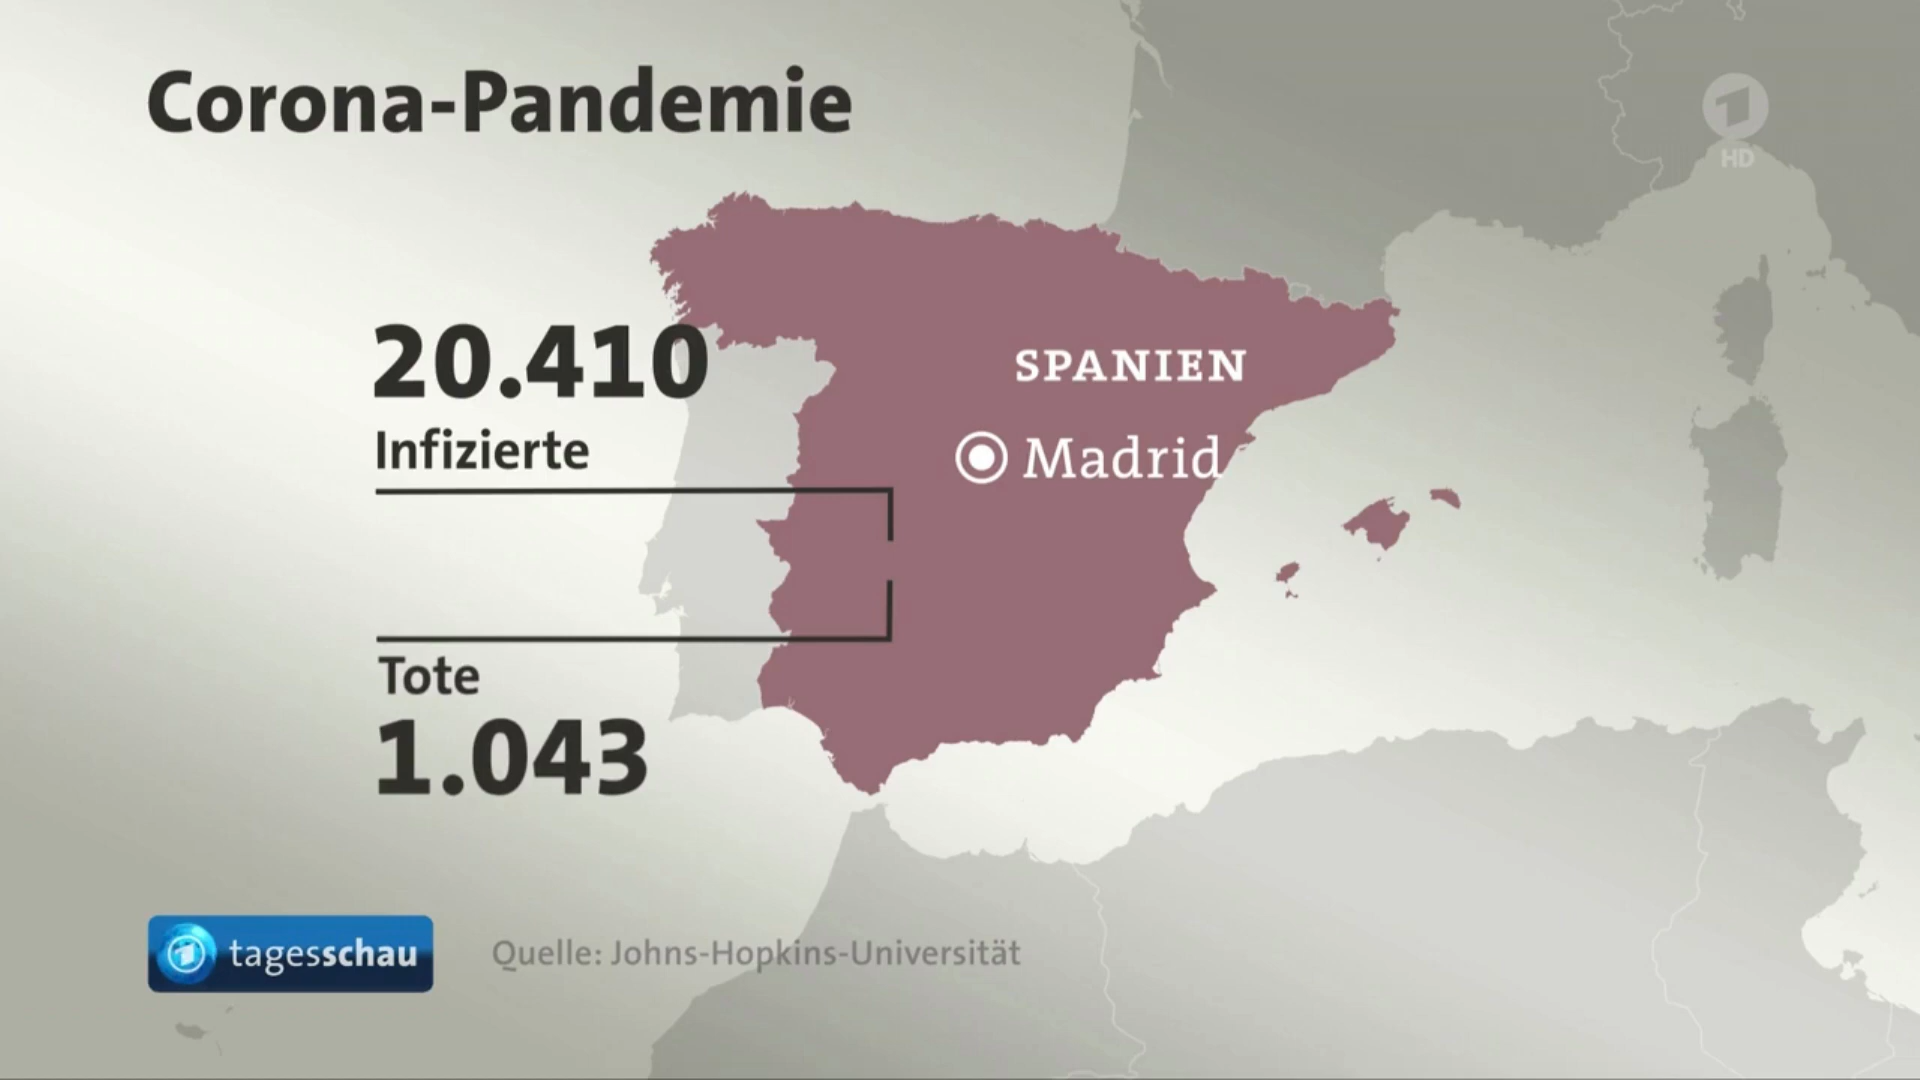 Corona-Pandemie
HD
20.410
Infizierte
SPANIEN
Madrid
Tote
1.043
tagesschau
Quelle: Johns-Hopkins-Universität